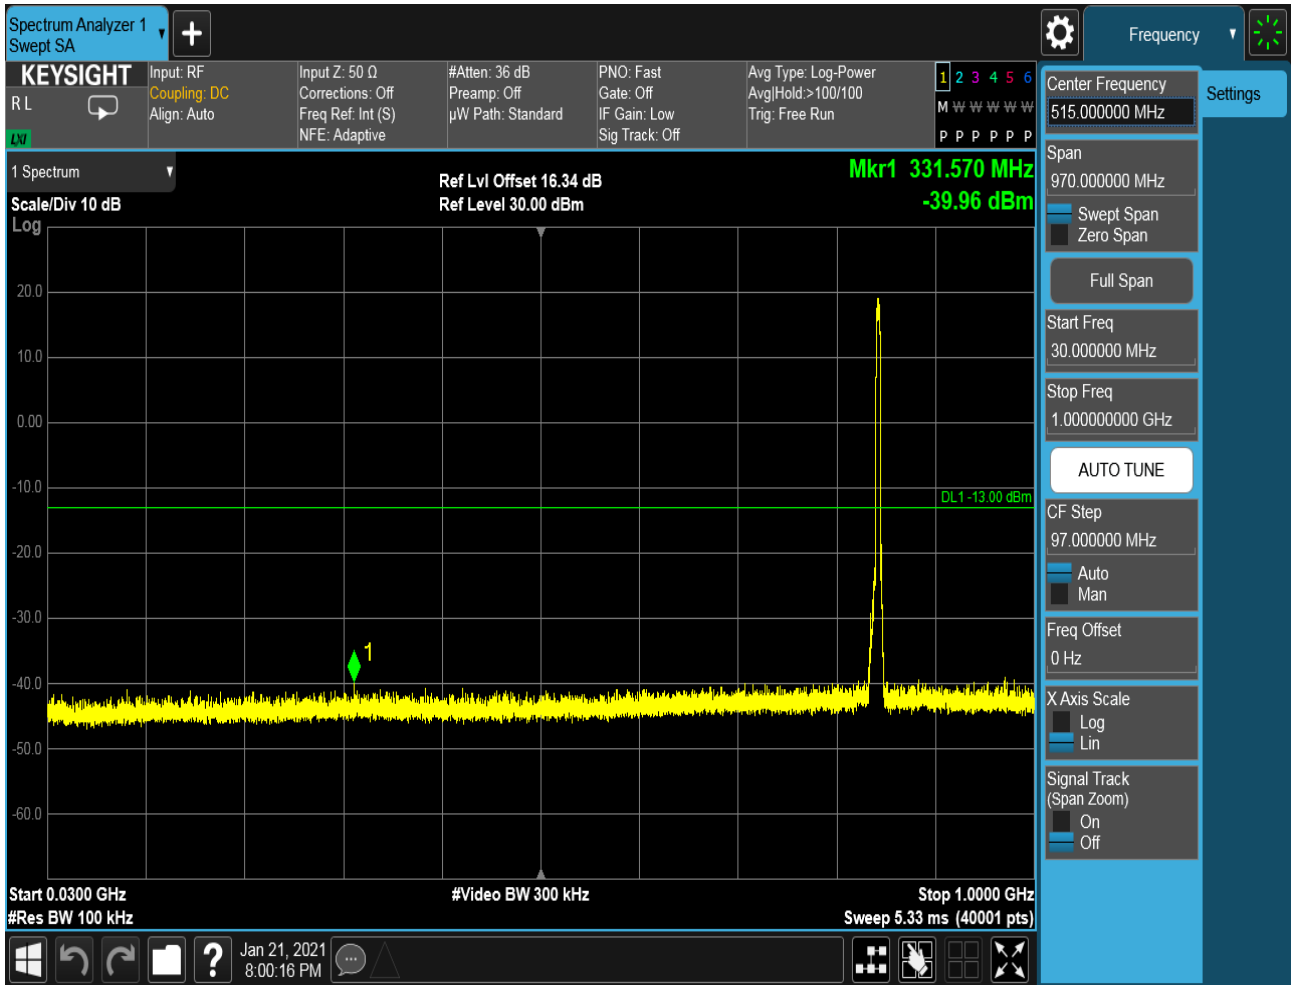 Spectrum Analyzer 1
Swept SA
Frequency
KEYSIGHT
R L
LXI
Input: RF
Coupling: DC
Align: Auto
Input Z: 50 Ω
Corrections: Off
Freq Ref: Int (S)
NFE: Adaptive
#Atten: 36 dB
Preamp: Off
µW Path: Standard
PNO: Fast
Gate: Off
IF Gain: Low
Sig Track: Off
Avg Type: Log-Power
Avg|Hold:>100/100
Trig: Free Run
1 2 3 4 5 6
M W W W W W
P P P P P P
1 Spectrum
Scale/Div 10 dB
Log
Ref Lvl Offset 16.34 dB
Ref Level 30.00 dBm
Mkr1 331.570 MHz
-39.96 dBm
20.0
10.0
0.00
-10.0
DL1 -13.00 dBm
-20.0
-30.0
1
-40.0
-50.0
-60.0
Start 0.0300 GHz
#Video BW 300 kHz
Stop 1.0000 GHz
#Res BW 100 kHz
Sweep 5.33 ms (40001 pts)
Jan 21, 2021
8:00:16 PM
?
Center Frequency
515.000000 MHz
Settings
Span
970.000000 MHz
Swept Span
Zero Span
Full Span
Start Freq
30.000000 MHz
Stop Freq
1.000000000 GHz
AUTO TUNE
CF Step
97.000000 MHz
Auto
Man
Freq Offset
0 Hz
X Axis Scale
Log
Lin
Signal Track
(Span Zoom)
On
Off